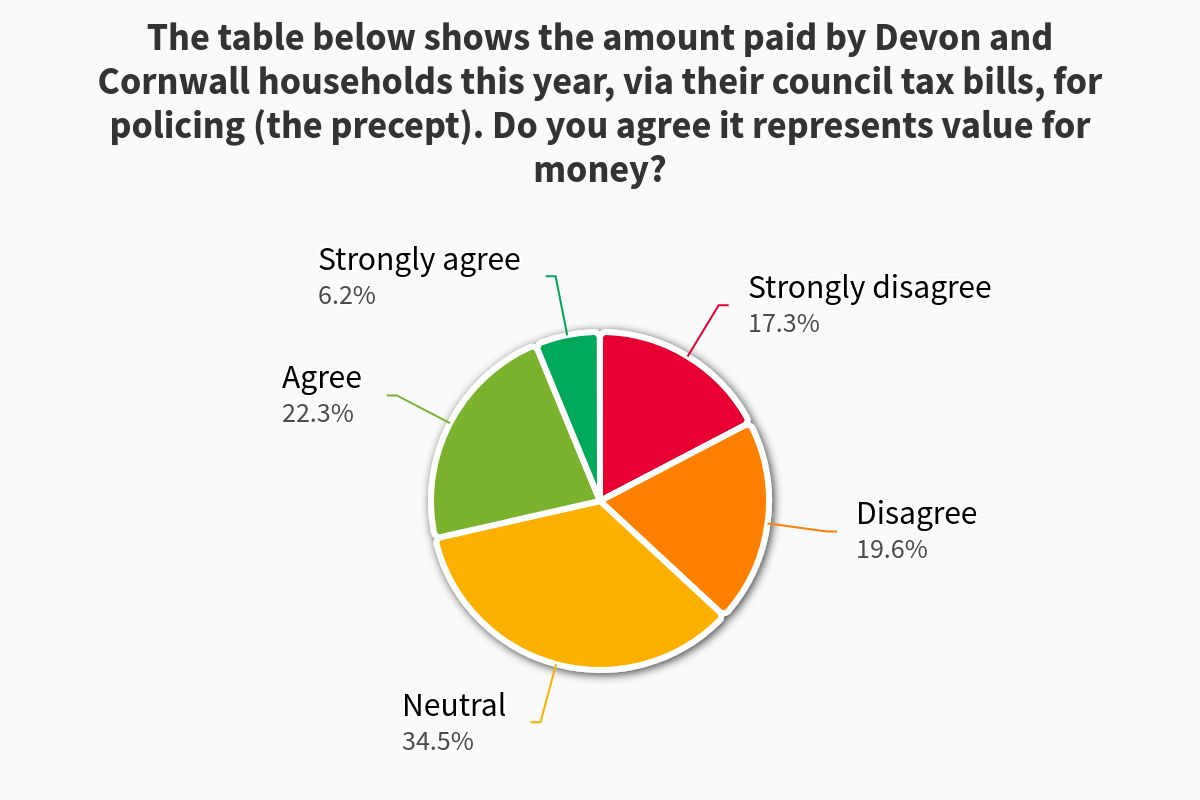 The table below shows the amount paid by Devon and
Cornwall households this year, via their council tax bills, for
policing (the precept). Do you agree it represents value for
money?
Strongly agree
6.2%
Strongly disagree
17.3%
Agree
22.3%
Disagree
19.6%
Neutral
34.5%